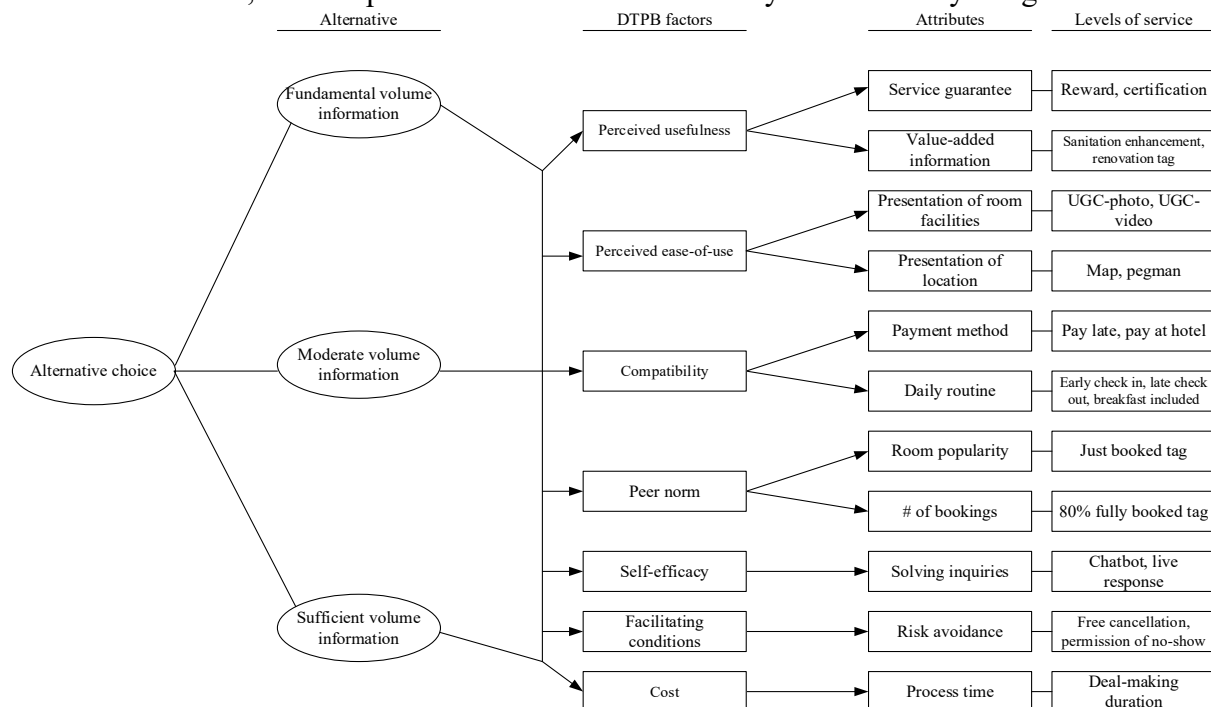 Alternative
DTPB factors
Attributes
Levels of service
Alternative choice
Fundamental volume
information
Moderate volume
information
Sufficient volume
information
Perceived usefulness
Perceived ease-of-use
Compatibility
Peer norm
Self-efficacy
Facilitating
conditions
Cost
Service guarantee
Value-added
information
Presentation of room
facilities
Presentation of
location
Payment method
Daily routine
Room popularity
# of bookings
Solving inquiries
Risk avoidance
Process time
Reward, certification
Sanitation enhancement,
renovation tag
UGC-photo, UGC-
video
Map, pegman
Pay late, pay at hotel
Early check in, late check
out, breakfast included
Just booked tag
80% fully booked tag
Chatbot, live
response
Free cancellation,
permission of no-show
Deal-making
duration